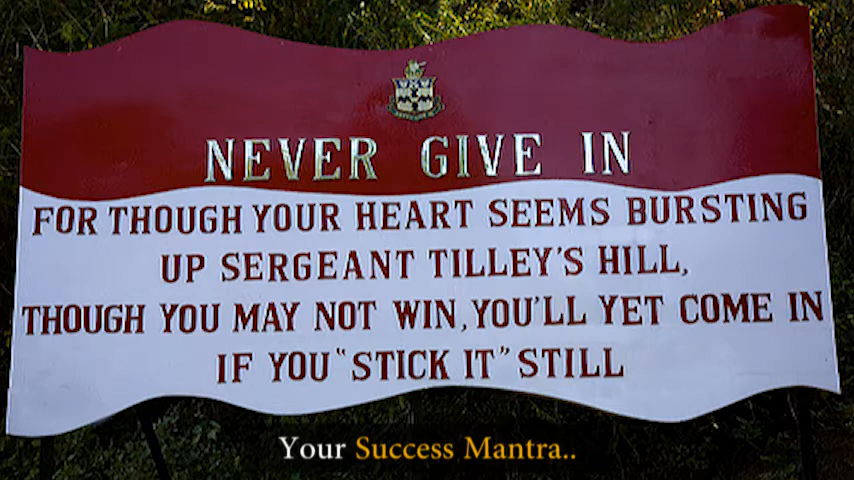 NEVER GIVE IN
FOR THOUGH YOUR HEART SEEMS BURSTING
UP SERGEANT TILLEY'S HILL,
THOUGH YOU MAY NOT WIN, YOU'LL YET COME IN
IF YOU "STICK IT" STILL
Your Success Mantra..